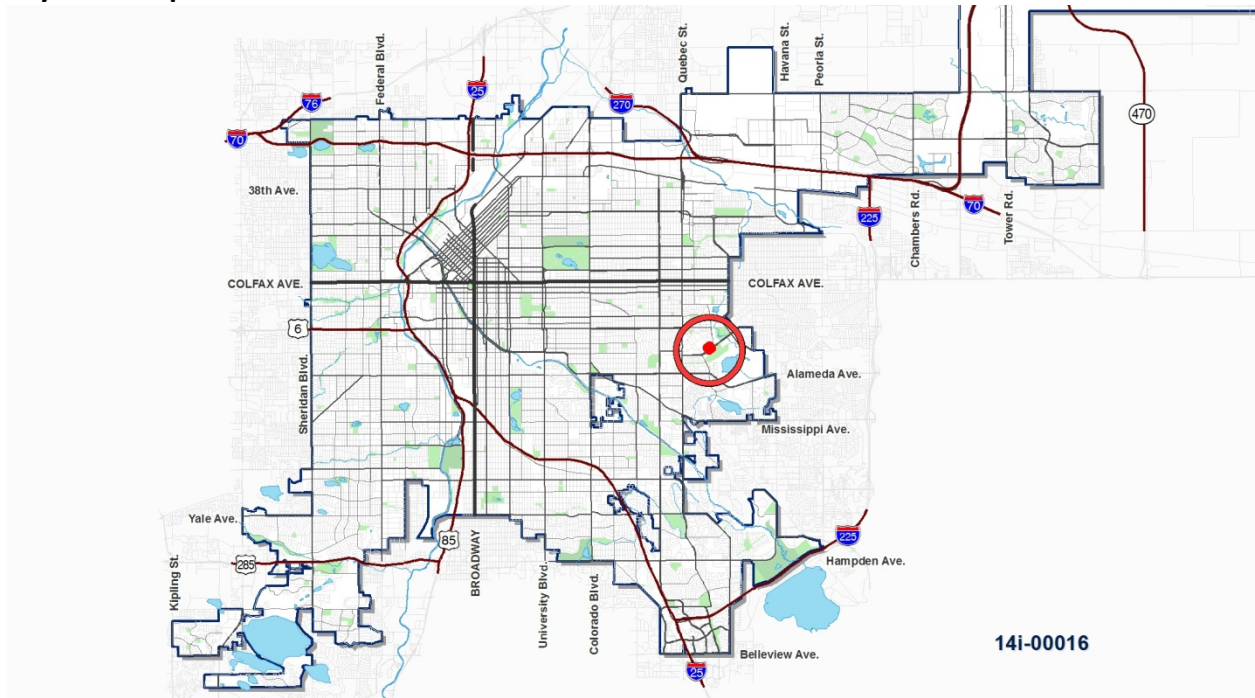 Federal Blvd.
Quebec St.
Havana St.
Peoria St.
25
76
270
470
70
38th Ave.
225
Chambers Rd.
70
Tower Rd.
COLFAX AVE.
COLFAX AVE.
6
Sheridan Blvd.
Alameda Ave.
Mississippi Ave.
Yale Ave.
85
225
285
Kipling St.
BROADWAY
University Blvd.
Colorado Blvd.
Hampden Ave.
Belleview Ave.
25
14i-00016